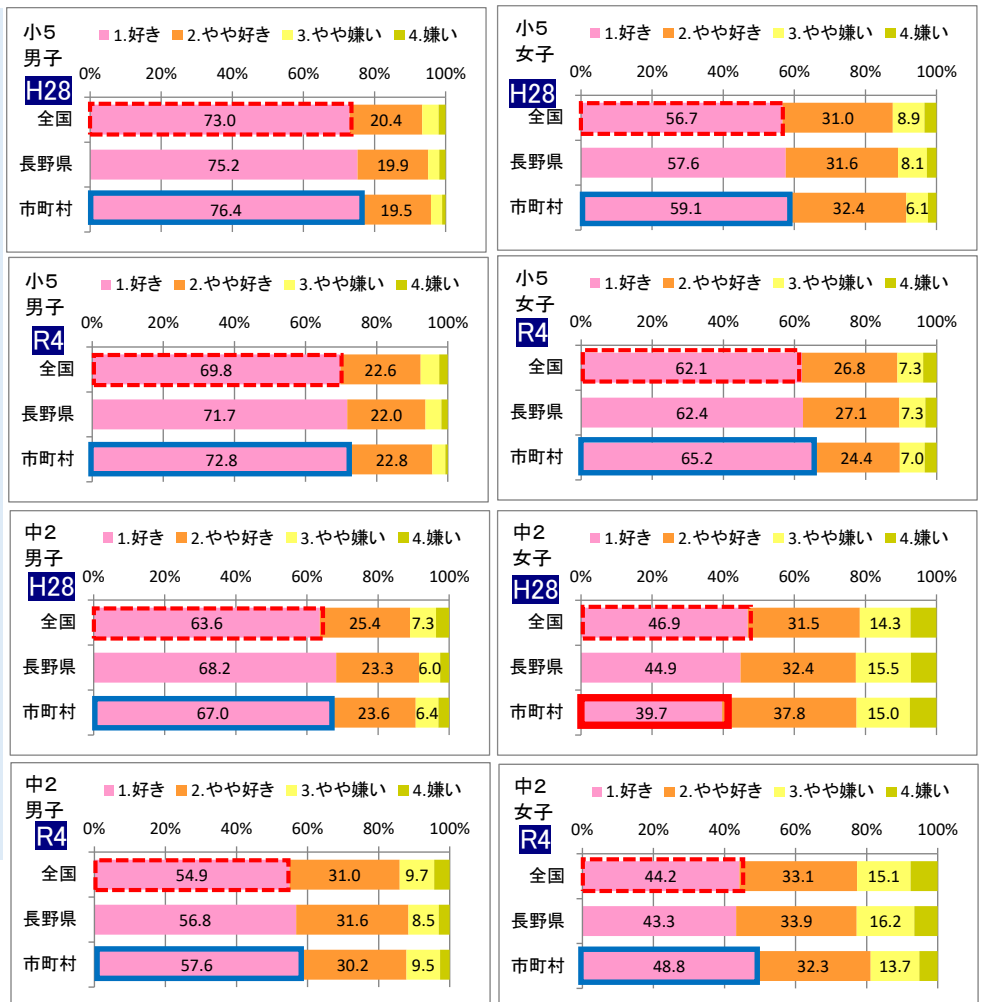 小5
男子
H28
■1.好き ■2.やや好き ■3.やや嫌い ■4.嫌い
0% 20% 40% 60% 80% 100%
全国 73.0 20.4
長野県 75.2 19.9
市町村 76.4 19.5
小5
女子
H28
■1.好き ■2.やや好き ■3.やや嫌い ■4.嫌い
0% 20% 40% 60% 80% 100%
全国 56.7 31.0 8.9
長野県 57.6 31.6 8.1
市町村 59.1 32.4 6.1
小5
男子
R4
■1.好き ■2.やや好き ■3.やや嫌い ■4.嫌い
0% 20% 40% 60% 80% 100%
全国 69.8 22.6
長野県 71.7 22.0
市町村 72.8 22.8
小5
女子
R4
■1.好き ■2.やや好き ■3.やや嫌い ■4.嫌い
0% 20% 40% 60% 80% 100%
全国 62.1 26.8 7.3
長野県 62.4 27.1 7.3
市町村 65.2 24.4 7.0
中2
男子
H28
■1.好き ■2.やや好き ■3.やや嫌い ■4.嫌い
0% 20% 40% 60% 80% 100%
全国 63.6 25.4 7.3
長野県 68.2 23.3 6.0
市町村 67.0 23.6 6.4
中2
女子
H28
■1.好き ■2.やや好き ■3.やや嫌い ■4.嫌い
0% 20% 40% 60% 80% 100%
全国 46.9 31.5 14.3
長野県 44.9 32.4 15.5
市町村 39.7 37.8 15.0
中2
男子
R4
■1.好き ■2.やや好き ■3.やや嫌い ■4.嫌い
0% 20% 40% 60% 80% 100%
全国 54.9 31.0 9.7
長野県 56.8 31.6 8.5
市町村 57.6 30.2 9.5
中2
女子
R4
■1.好き ■2.やや好き ■3.やや嫌い ■4.嫌い
0% 20% 40% 60% 80% 100%
全国 44.2 33.1 15.1
長野県 43.3 33.9 16.2
市町村 48.8 32.3 13.7